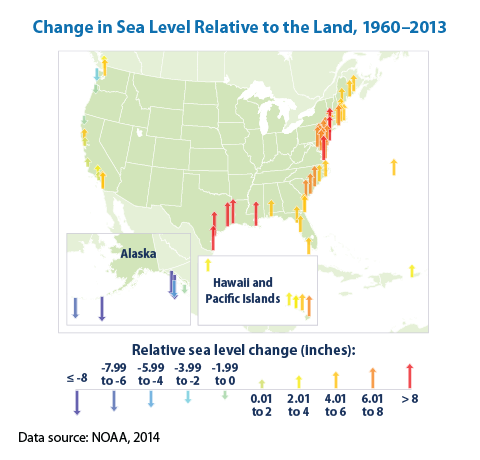 Change in Sea Level Relative to the Land, 1960–2013
Alaska
Hawaii and
Pacific Islands
Relative sea level change (inches):
≤ -8
-7.99
to -6
-5.99
to -4
-3.99
to -2
-1.99
to 0
0.01
to 2
2.01
to 4
4.01
to 6
6.01
to 8
> 8
Data source: NOAA, 2014